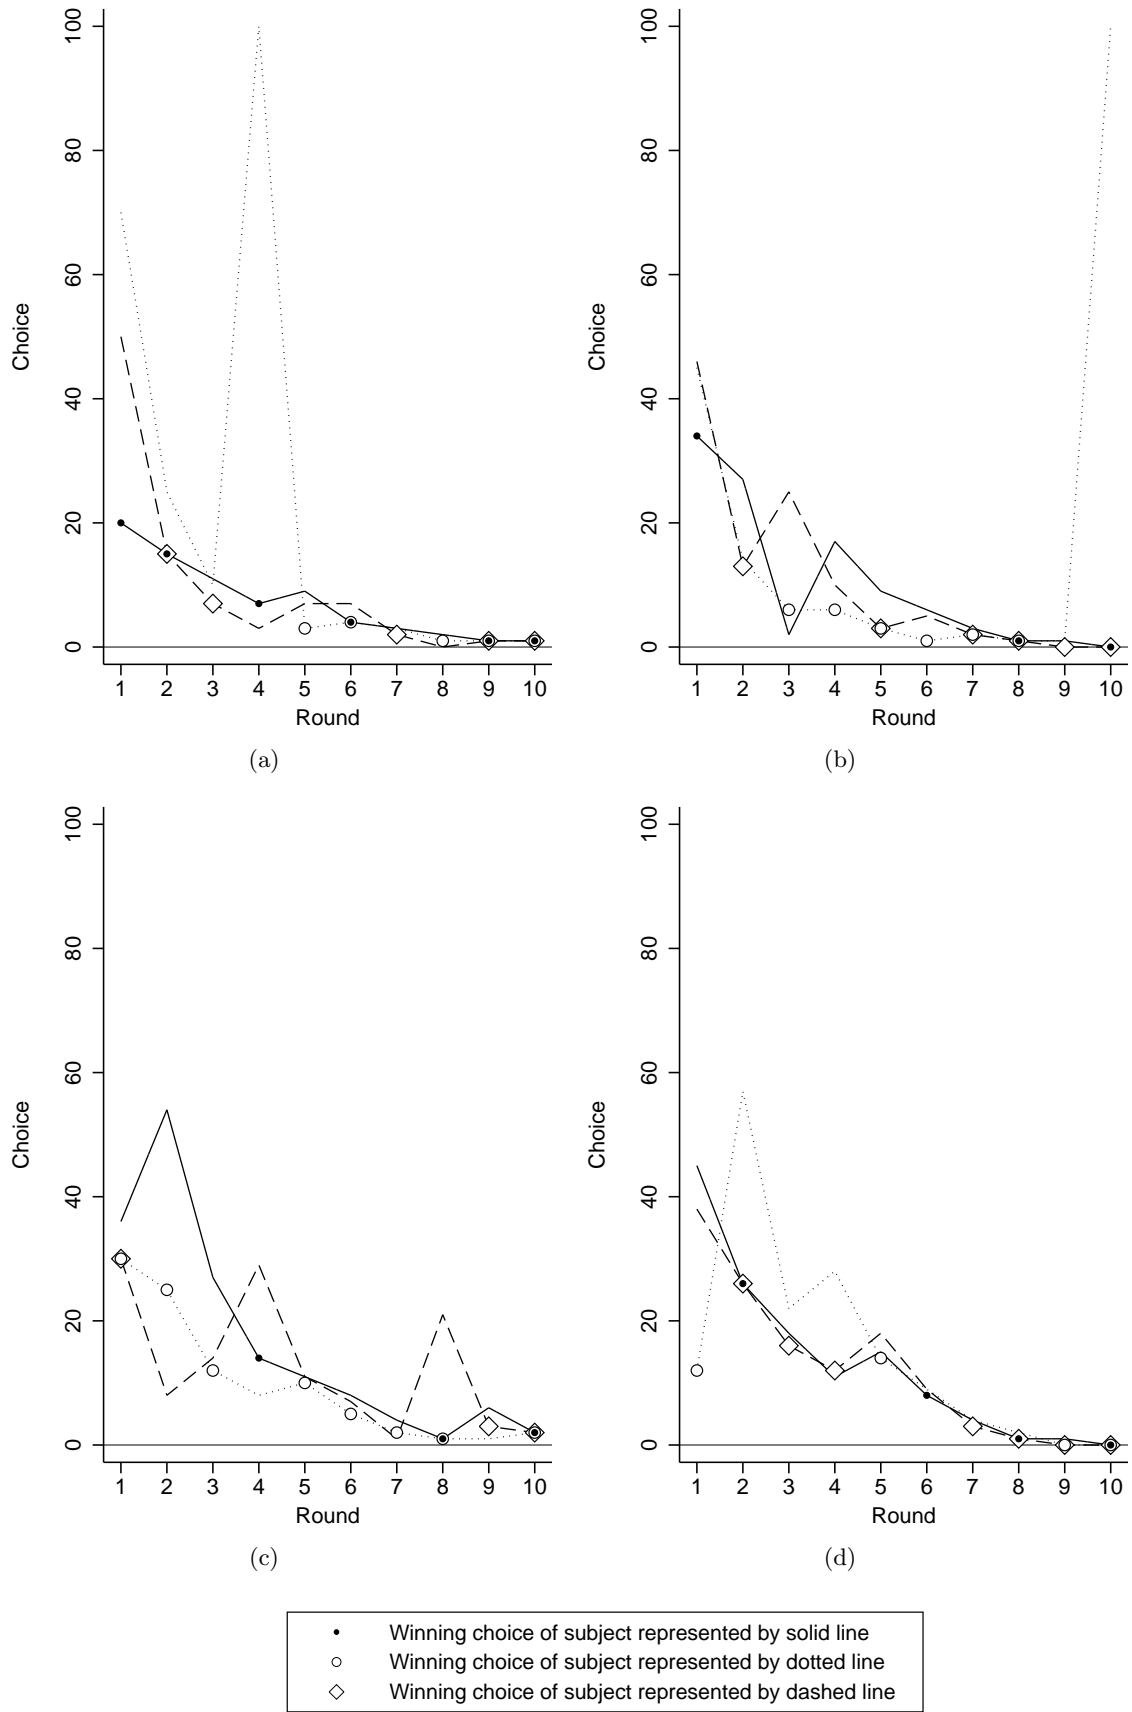 100
80
60
40
20
0
Choice
1 2 3 4 5 6 7 8 9 10
Round
(a)
100
80
60
40
20
0
Choice
1 2 3 4 5 6 7 8 9 10
Round
(b)
100
80
60
40
20
0
Choice
1 2 3 4 5 6 7 8 9 10
Round
(c)
100
80
60
40
20
0
Choice
1 2 3 4 5 6 7 8 9 10
Round
(d)
Winning choice of subject represented by solid line
Winning choice of subject represented by dotted line
Winning choice of subject represented by dashed line